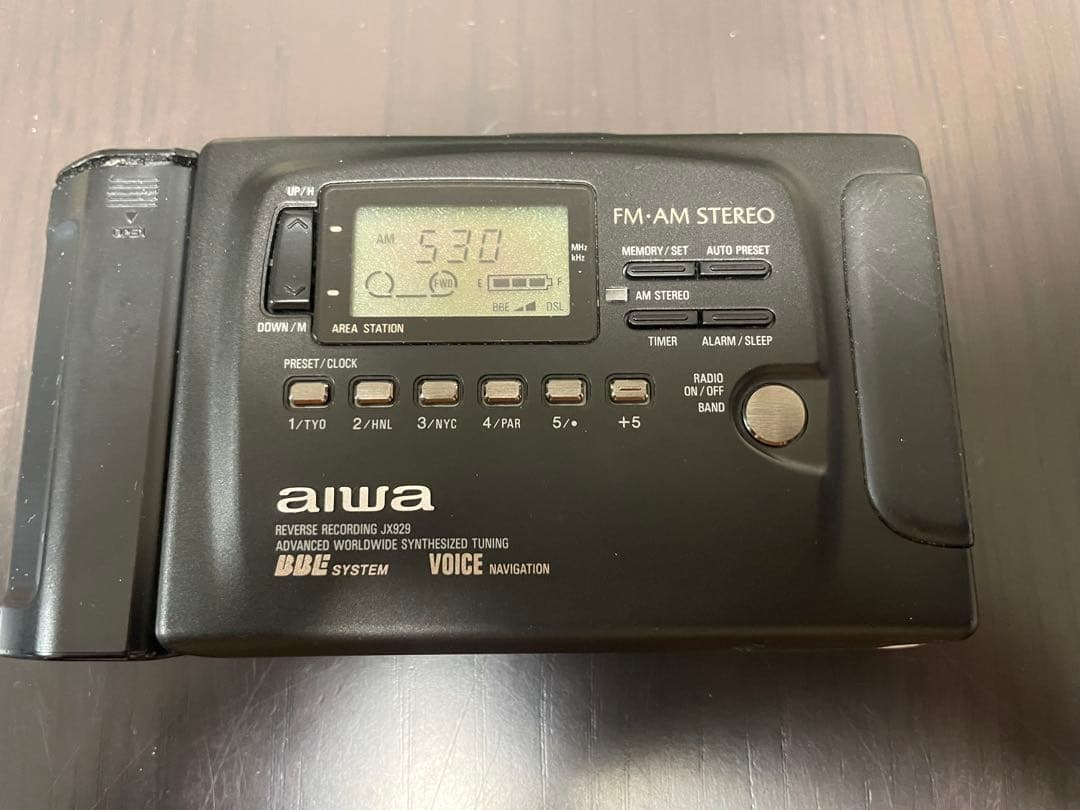 OPEN
UP/H
DOWN/M
AM 530
MHz
kHz
FWD
E F
BBE DSL
AREA STATION
FM·AM STEREO
MEMORY/SET AUTO PRESET
AM STEREO
TIMER ALARM/SLEEP
PRESET/CLOCK
RADIO
ON/OFF
BAND
1/TYO 2/HNL 3/NYC 4/PAR 5/• +5
aiwa
REVERSE RECORDING JX929
ADVANCED WORLDWIDE SYNTHESIZED TUNING
BBE SYSTEM VOICE NAVIGATION